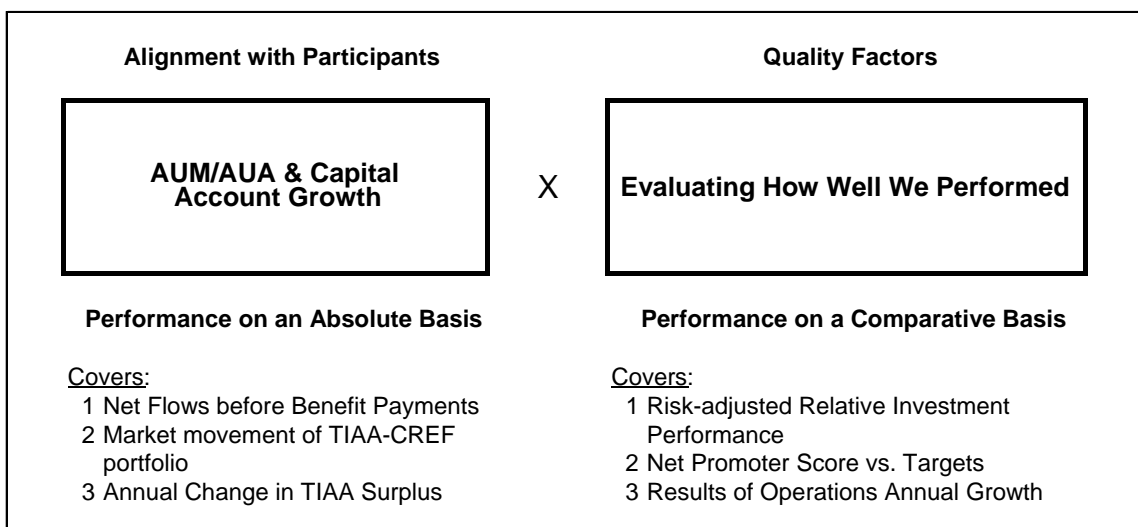 Alignment with Participants
AUM/AUA & Capital
Account Growth
Performance on an Absolute Basis
Covers:
1 Net Flows before Benefit Payments
2 Market movement of TIAA-CREF
portfolio
3 Annual Change in TIAA Surplus
X
Quality Factors
Evaluating How Well We Performed
Performance on a Comparative Basis
Covers:
1 Risk-adjusted Relative Investment
Performance
2 Net Promoter Score vs. Targets
3 Results of Operations Annual Growth